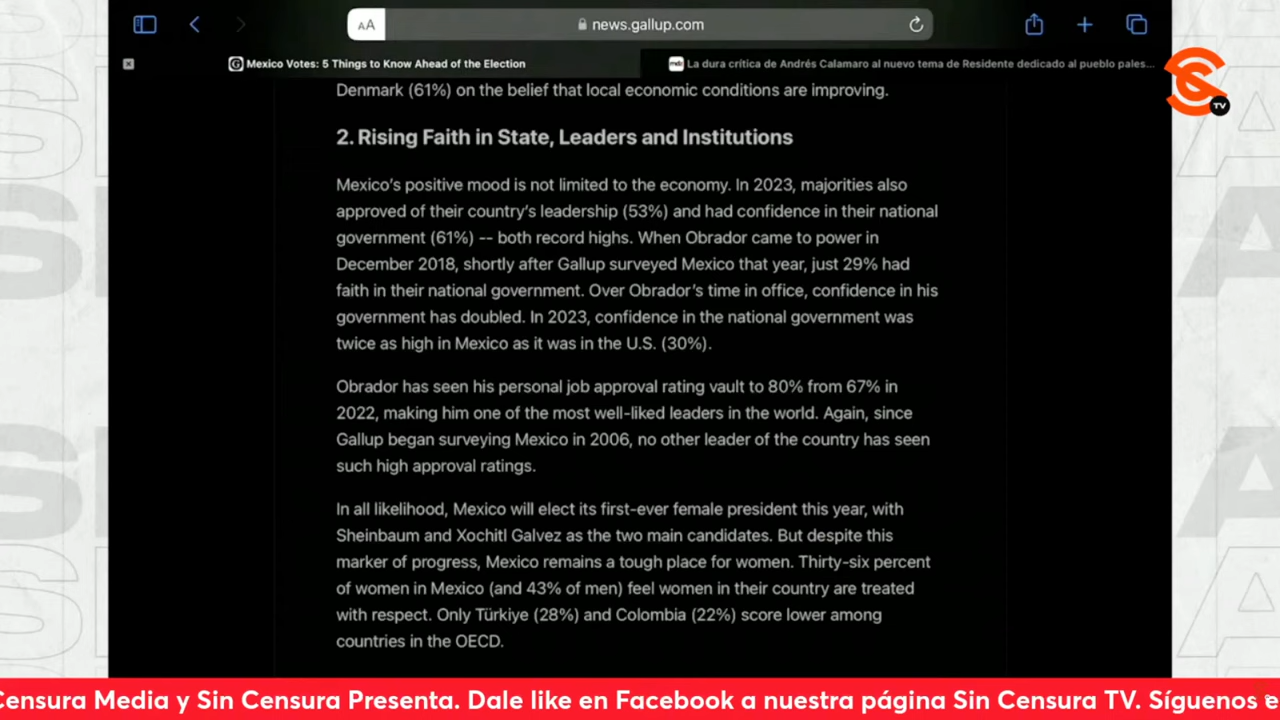 AA
news.gallup.com
Mexico Votes: 5 Things to Know Ahead of the Election
La dura crítica de Andrés Calamaro al nuevo tema de Residente dedicado al pueblo pales...
TV
Denmark (61%) on the belief that local economic conditions are improving.
2. Rising Faith in State, Leaders and Institutions
Mexico's positive mood is not limited to the economy. In 2023, majorities also
approved of their country's leadership (53%) and had confidence in their national
government (61%) -- both record highs. When Obrador came to power in
December 2018, shortly after Gallup surveyed Mexico that year, just 29% had
faith in their national government. Over Obrador's time in office, confidence in his
government has doubled. In 2023, confidence in the national government was
twice as high in Mexico as it was in the U.S. (30%).
Obrador has seen his personal job approval rating vault to 80% from 67% in
2022, making him one of the most well-liked leaders in the world. Again, since
Gallup began surveying Mexico in 2006, no other leader of the country has seen
such high approval ratings.
In all likelihood, Mexico will elect its first-ever female president this year, with
Sheinbaum and Xochitl Galvez as the two main candidates. But despite this
marker of progress, Mexico remains a tough place for women. Thirty-six percent
of women in Mexico (and 43% of men) feel women in their country are treated
with respect. Only Türkiye (28%) and Colombia (22%) score lower among
countries in the OECD.
Censura Media y Sin Censura Presenta. Dale like en Facebook a nuestra página Sin Censura TV. Síguenos e